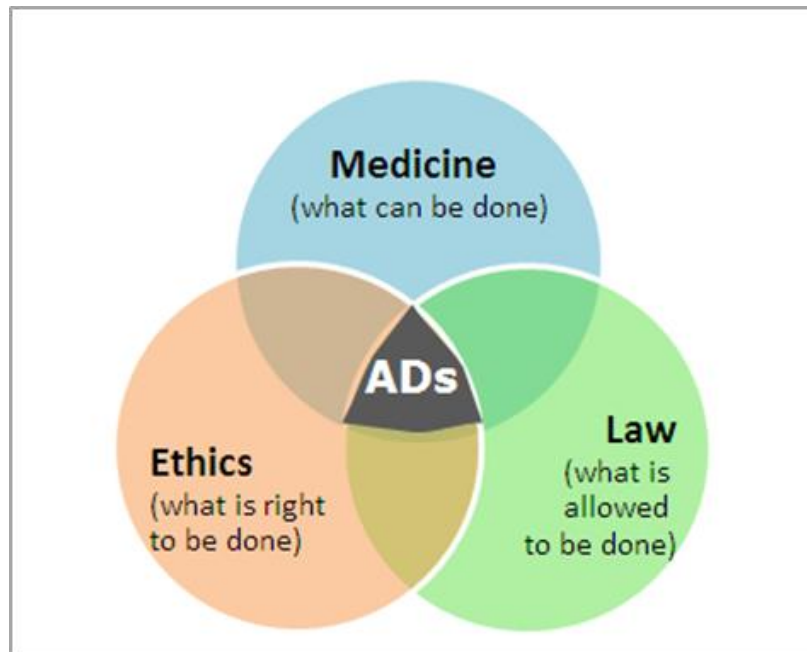 Medicine
(what can be done)
ADs
Ethics
(what is right
to be done)
Law
(what is
allowed
to be done)